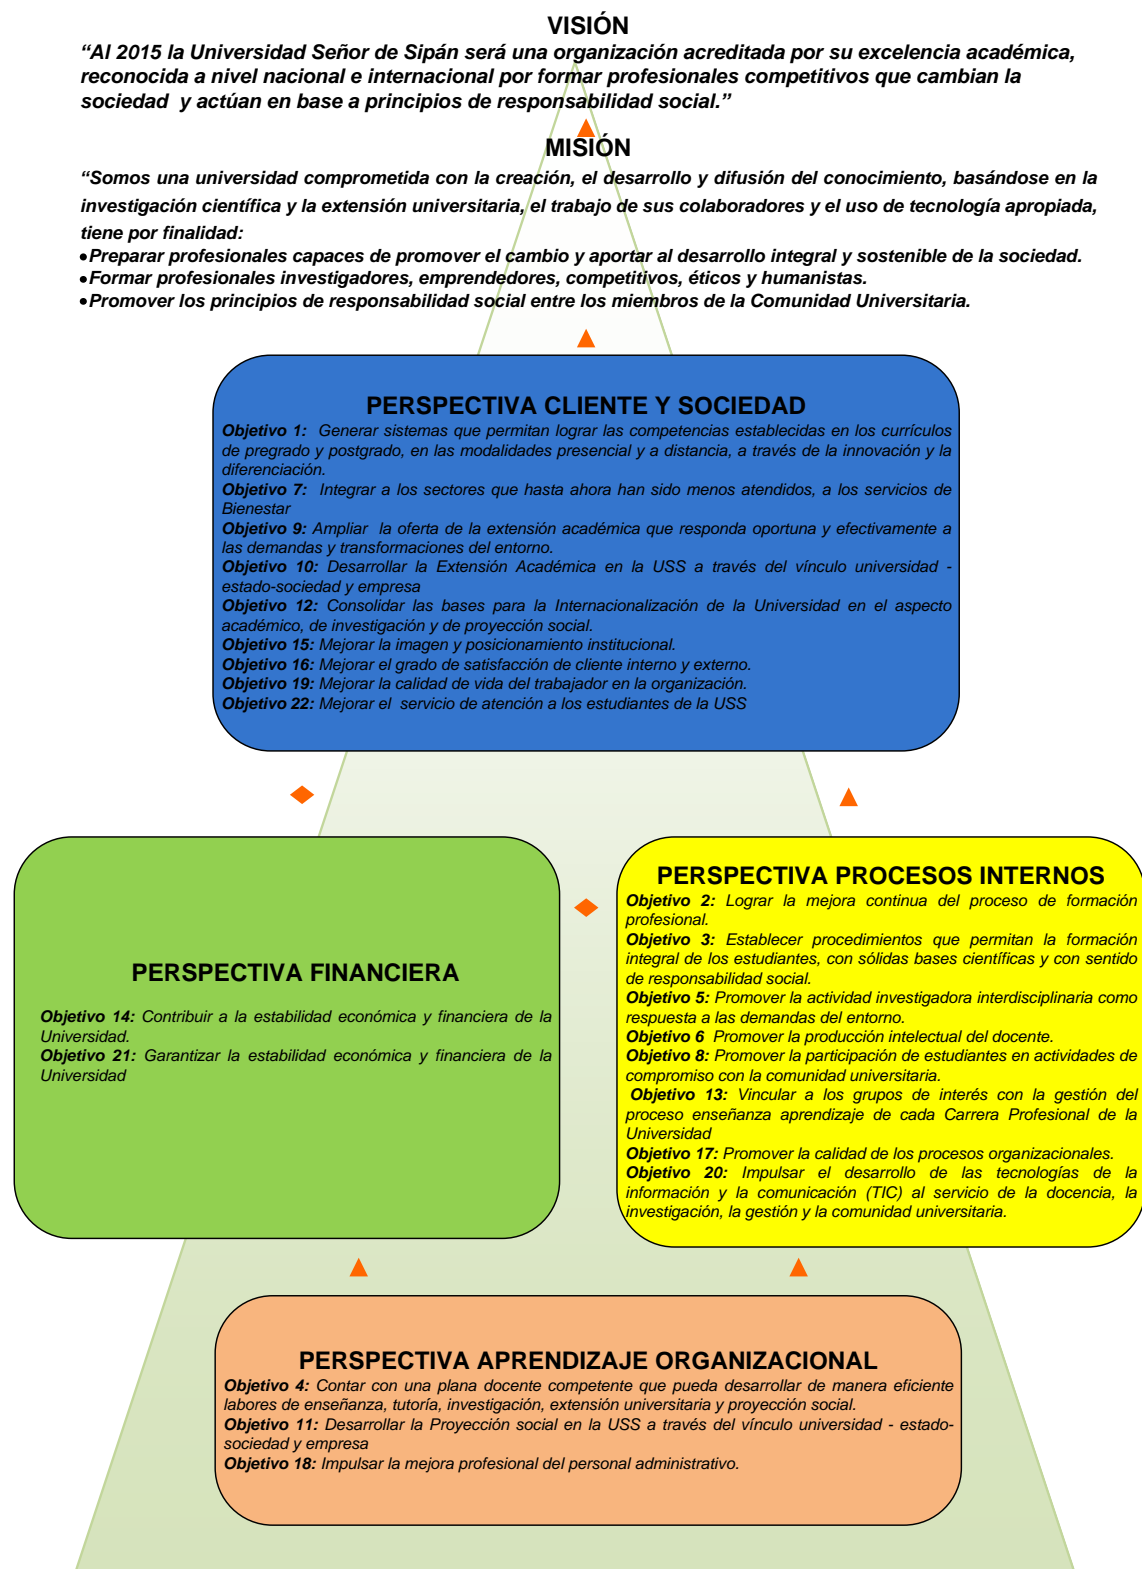 VISIÓN
“Al 2015 la Universidad Señor de Sipán será una organización acreditada por su excelencia académica,
reconocida a nivel nacional e internacional por formar profesionales competitivos que cambian la
sociedad y actúan en base a principios de responsabilidad social.”
MISIÓN
“Somos una universidad comprometida con la creación, el desarrollo y difusión del conocimiento, basándose en la
investigación científica y la extensión universitaria, el trabajo de sus colaboradores y el uso de tecnología apropiada,
tiene por finalidad:
•Preparar profesionales capaces de promover el cambio y aportar al desarrollo integral y sostenible de la sociedad.
•Formar profesionales investigadores, emprendedores, competitivos, éticos y humanistas.
•Promover los principios de responsabilidad social entre los miembros de la Comunidad Universitaria.
PERSPECTIVA CLIENTE Y SOCIEDAD
Objetivo 1: Generar sistemas que permitan lograr las competencias establecidas en los currículos
de pregrado y postgrado, en las modalidades presencial y a distancia, a través de la innovación y la
diferenciación.
Objetivo 7: Integrar a los sectores que hasta ahora han sido menos atendidos, a los servicios de
Bienestar
Objetivo 9: Ampliar la oferta de la extensión académica que responda oportuna y efectivamente a
las demandas y transformaciones del entorno.
Objetivo 10: Desarrollar la Extensión Académica en la USS a través del vínculo universidad -
estado-sociedad y empresa
Objetivo 12: Consolidar las bases para la Internacionalización de la Universidad en el aspecto
académico, de investigación y de proyección social.
Objetivo 15: Mejorar la imagen y posicionamiento institucional.
Objetivo 16: Mejorar el grado de satisfacción de cliente interno y externo.
Objetivo 19: Mejorar la calidad de vida del trabajador en la organización.
Objetivo 22: Mejorar el servicio de atención a los estudiantes de la USS
PERSPECTIVA FINANCIERA
Objetivo 14: Contribuir a la estabilidad económica y financiera de la
Universidad.
Objetivo 21: Garantizar la estabilidad económica y financiera de la
Universidad
PERSPECTIVA PROCESOS INTERNOS
Objetivo 2: Lograr la mejora continua del proceso de formación
profesional.
Objetivo 3: Establecer procedimientos que permitan la formación
integral de los estudiantes, con sólidas bases científicas y con sentido
de responsabilidad social.
Objetivo 5: Promover la actividad investigadora interdisciplinaria como
respuesta a las demandas del entorno.
Objetivo 6 Promover la producción intelectual del docente.
Objetivo 8: Promover la participación de estudiantes en actividades de
compromiso con la comunidad universitaria.
Objetivo 13: Vincular a los grupos de interés con la gestión del
proceso enseñanza aprendizaje de cada Carrera Profesional de la
Universidad
Objetivo 17: Promover la calidad de los procesos organizacionales.
Objetivo 20: Impulsar el desarrollo de las tecnologías de la
información y la comunicación (TIC) al servicio de la docencia, la
investigación, la gestión y la comunidad universitaria.
PERSPECTIVA APRENDIZAJE ORGANIZACIONAL
Objetivo 4: Contar con una plana docente competente que pueda desarrollar de manera eficiente
labores de enseñanza, tutoría, investigación, extensión universitaria y proyección social.
Objetivo 11: Desarrollar la Proyección social en la USS a través del vínculo universidad - estado-
sociedad y empresa
Objetivo 18: Impulsar la mejora profesional del personal administrativo.